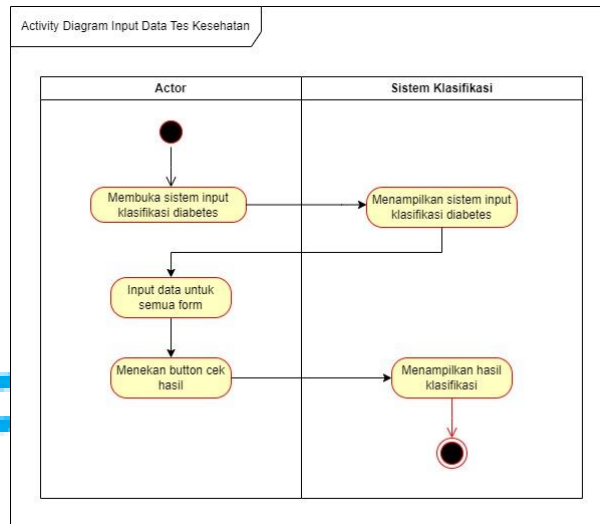 Activity Diagram Input Data Tes Kesehatan
Actor
Sistem Klasifikasi
Membuka sistem input
klasifikasi diabetes
Menampilkan sistem input
klasifikasi diabetes
Input data untuk
semua form
Menekan button cek
hasil
Menampilkan hasil
klasifikasi